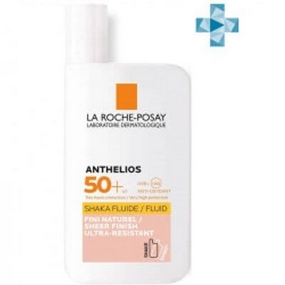 LA ROCHE-POSAY
LABORATOIRE DERMATOLOGIQUE
ANTHELIOS
50+
SHAKA FLUIDE / FLUID
FINI NATUREL /
SHEER FINISH
ULTRA-RESISTANT